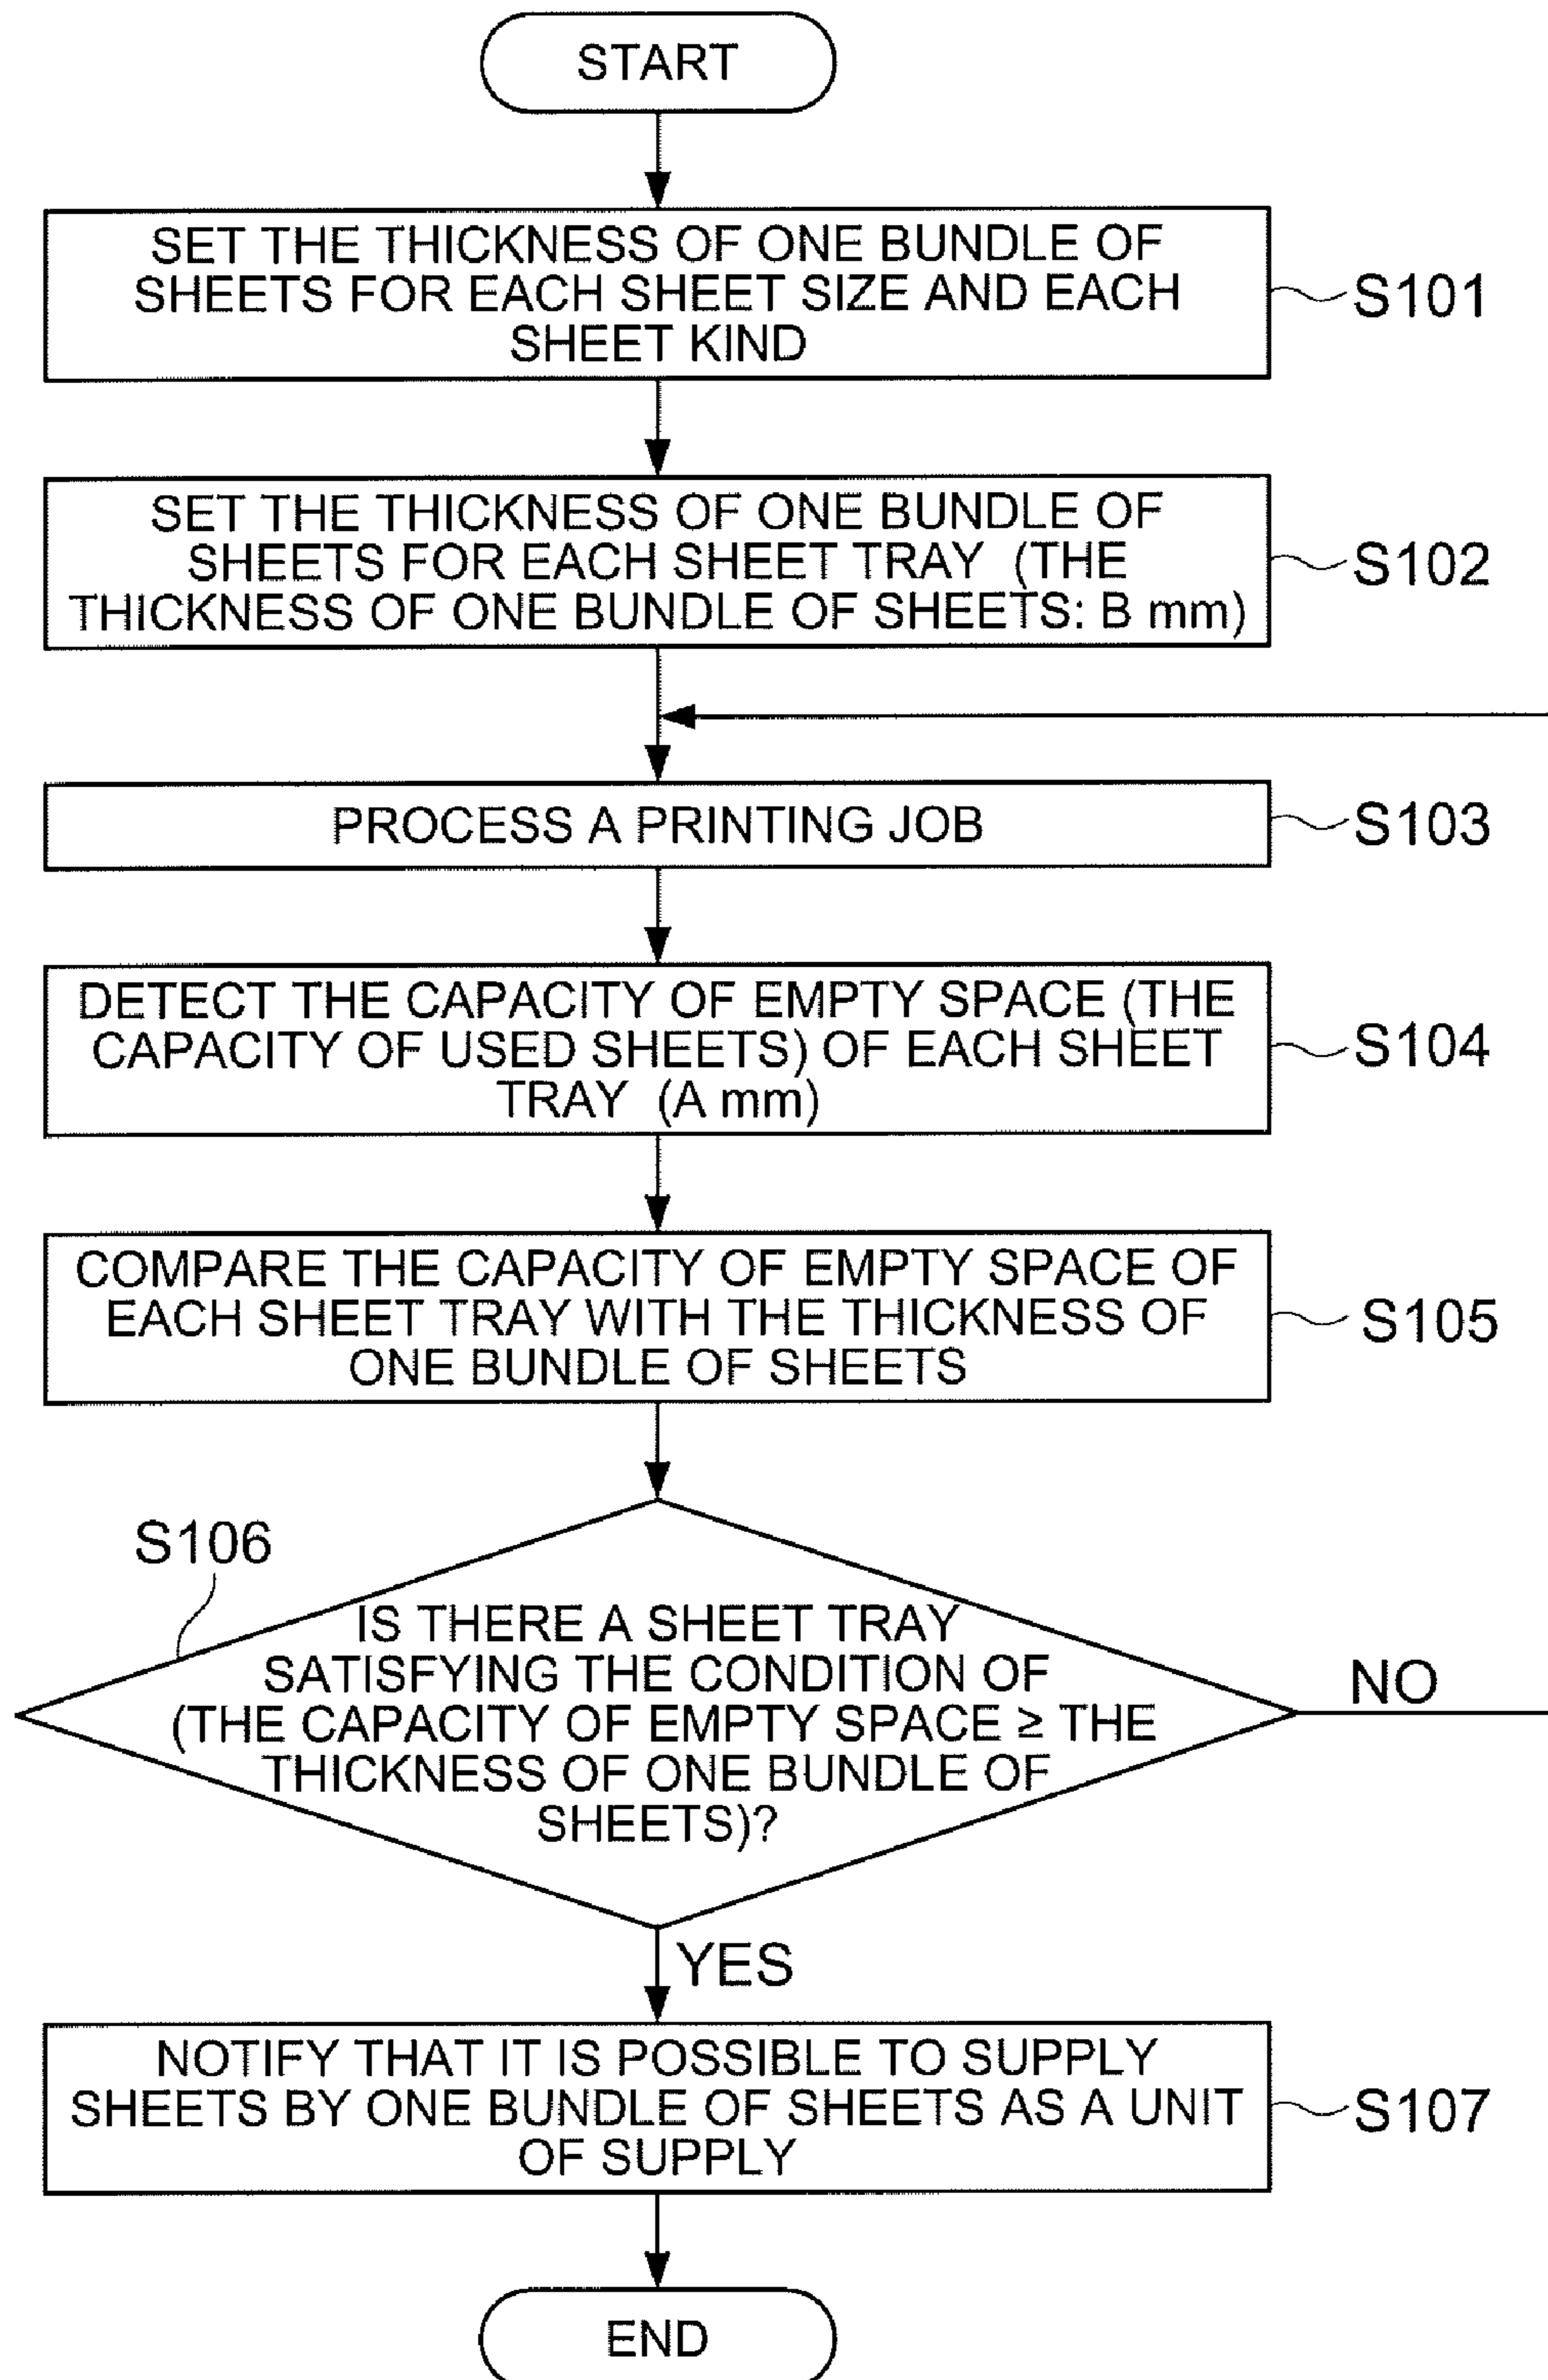 START
SET THE THICKNESS OF ONE BUNDLE OF
SHEETS FOR EACH SHEET SIZE AND EACH
SHEET KIND
S101
SET THE THICKNESS OF ONE BUNDLE OF
SHEETS FOR EACH SHEET TRAY (THE
THICKNESS OF ONE BUNDLE OF SHEETS: B mm)
S102
PROCESS A PRINTING JOB
S103
DETECT THE CAPACITY OF EMPTY SPACE (THE
CAPACITY OF USED SHEETS) OF EACH SHEET
TRAY (A mm)
S104
COMPARE THE CAPACITY OF EMPTY SPACE OF
EACH SHEET TRAY WITH THE THICKNESS OF
ONE BUNDLE OF SHEETS
S105
S106
IS THERE A SHEET TRAY
SATISFYING THE CONDITION OF
(THE CAPACITY OF EMPTY SPACE ≥ THE
THICKNESS OF ONE BUNDLE OF
SHEETS)?
NO
YES
NOTIFY THAT IT IS POSSIBLE TO SUPPLY
SHEETS BY ONE BUNDLE OF SHEETS AS A UNIT
OF SUPPLY
S107
END